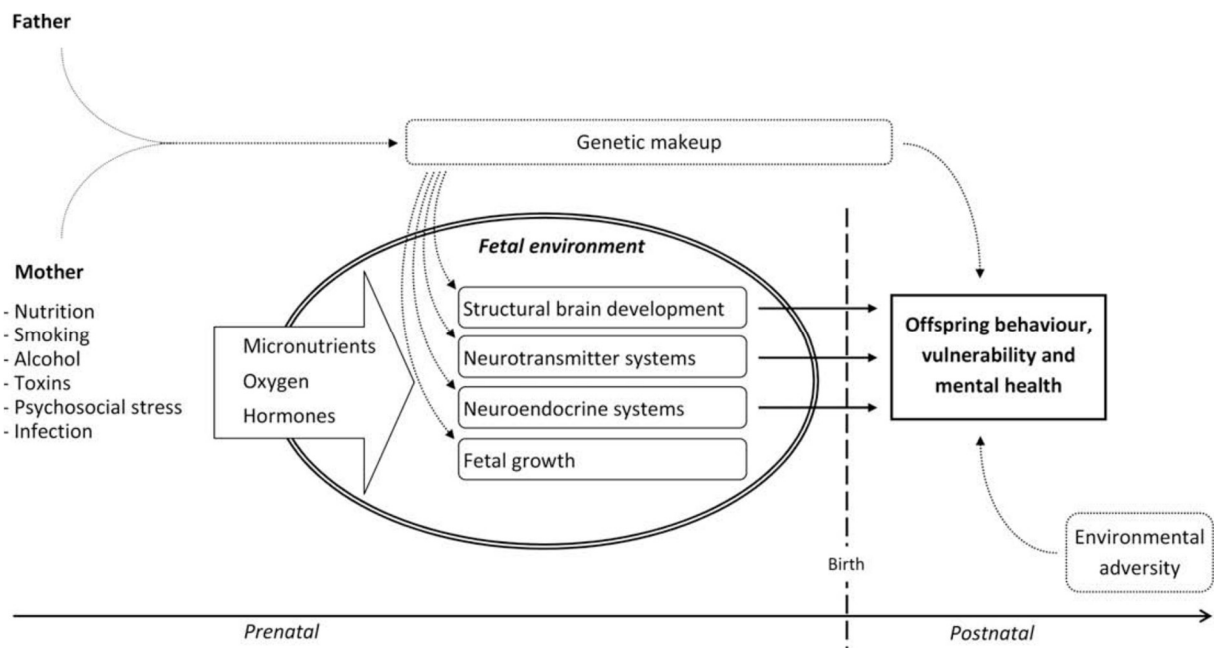 Father
Genetic makeup
Mother
- Nutrition
- Smoking
- Alcohol
- Toxins
- Psychosocial stress
- Infection
Micronutrients
Oxygen
Hormones
Fetal environment
Structural brain development
Neurotransmitter systems
Neuroendocrine systems
Fetal growth
Offspring behaviour,
vulnerability and
mental health
Environmental
adversity
Birth
Prenatal
Postnatal